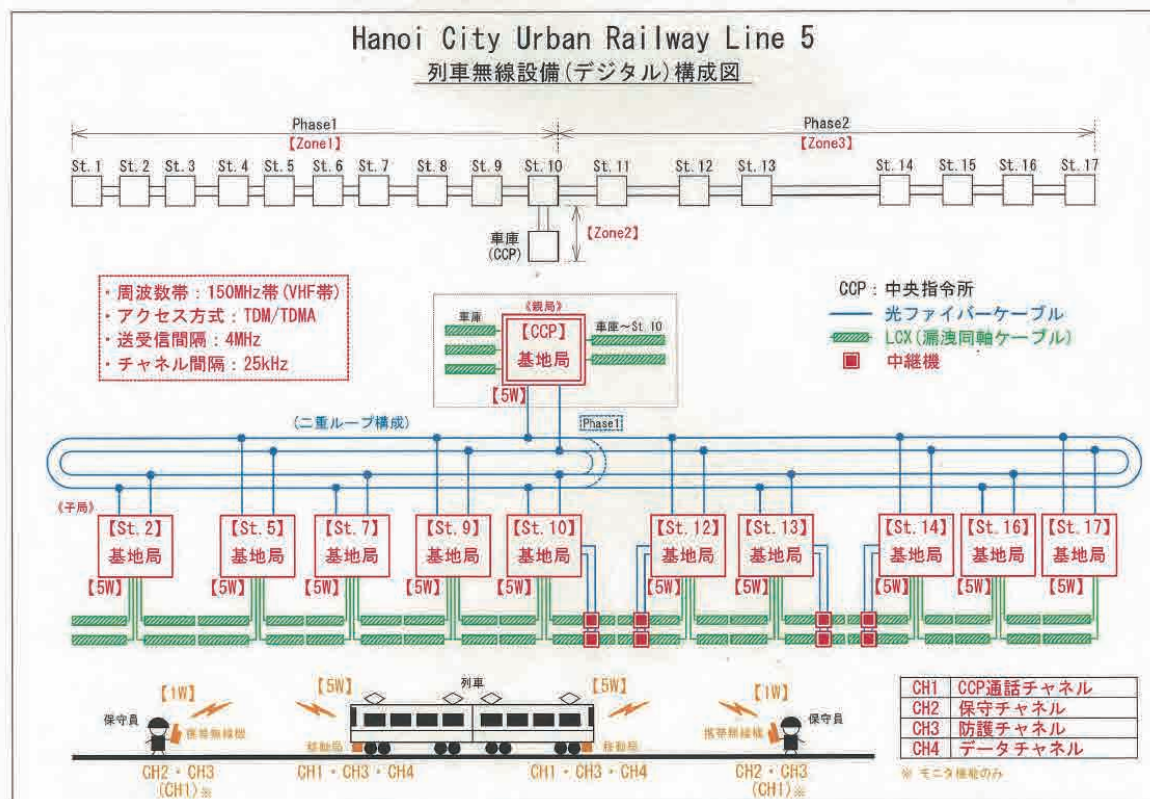 Hanoi City Urban Railway Line 5
列車無線設備(デジタル)構成図
Phase1
Phase2
【Zone1】
【Zone3】
St.1 St.2 St.3 St.4 St.5 St.6 St.7 St.8 St.9 St.10 St.11 St.12 St.13 St.14 St.15 St.16 St.17
車庫
(CCP)
【Zone2】
・周波数帯：150MHz帯(VHF帯)
・アクセス方式：TDM/TDMA
・送受信間隔：4MHz
・チャネル間隔：25kHz
《親局》
車庫
【CCP】
基地局
車庫～St.10
【5W】
CCP：中央指令所
光ファイバーケーブル
LCX(漏洩同軸ケーブル)
中継機
(二重ループ構成)
Phase1
《子局》
【St.2】 【St.5】 【St.7】 【St.9】 【St.10】 【St.12】 【St.13】 【St.14】 【St.16】 【St.17】
基地局 基地局 基地局 基地局 基地局 基地局 基地局 基地局 基地局 基地局
【5W】 【5W】 【5W】 【5W】 【5W】 【5W】 【5W】 【5W】 【5W】 【5W】
【1W】 【5W】 列車 【5W】 【1W】
保守員 保守員
携帯無線機 移動局 移動局 携帯無線機
CH2・CH3 CH1・CH3・CH4 CH1・CH3・CH4 CH2・CH3
(CH1)※ (CH1)※
CH1 CCP通話チャネル
CH2 保守チャネル
CH3 防護チャネル
CH4 データチャネル
※ モニタ機能のみ